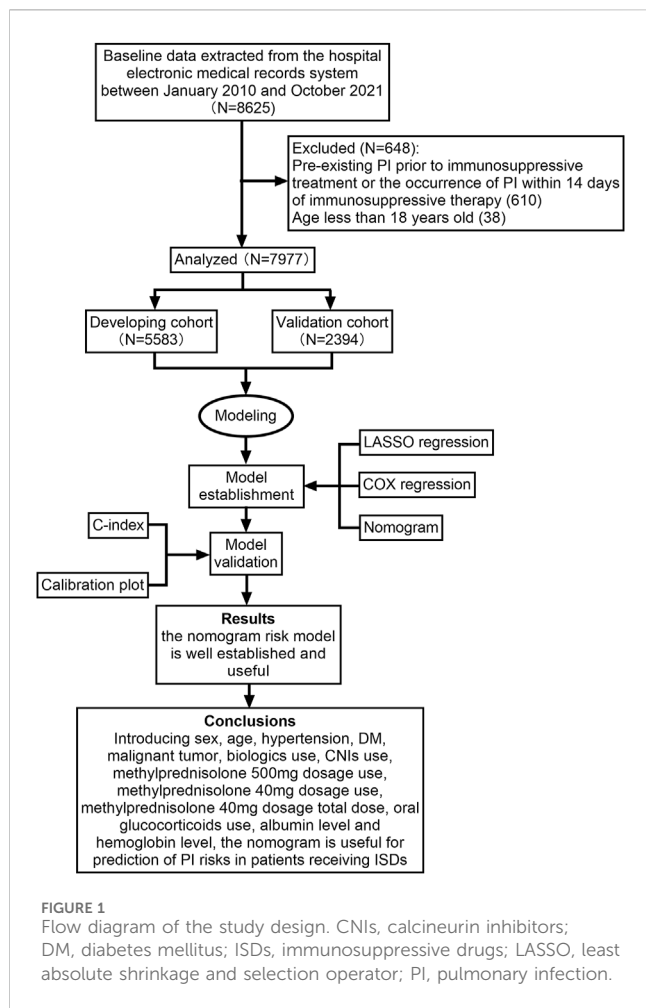 Baseline data extracted from the hospital
electronic medical records system
between January 2010 and October 2021
（N=8625）
Excluded (N=648):
Pre-existing PI prior to immunosuppressive
treatment or the occurrence of PI within 14 days
of immunosuppressive therapy (610)
Age less than 18 years old (38)
Analyzed（N=7977）
Developing cohort
（N=5583）
Validation cohort
（N=2394）
Modeling
Model
establishment
LASSO regression
COX regression
Nomogram
C-index
Calibration plot
Model
validation
Results
the nomogram risk model
is well established and
useful
Conclusions
Introducing sex, age, hypertension, DM,
malignant tumor, biologics use, CNIs use,
methylprednisolone 500mg dosage use,
methylprednisolone 40mg dosage use,
methylprednisolone 40mg dosage total dose, oral
glucocorticoids use, albumin level and
hemoglobin level, the nomogram is useful for
prediction of PI risks in patients receiving ISDs
FIGURE 1
Flow diagram of the study design. CNIs, calcineurin inhibitors;
DM, diabetes mellitus; ISDs, immunosuppressive drugs; LASSO, least
absolute shrinkage and selection operator; PI, pulmonary infection.